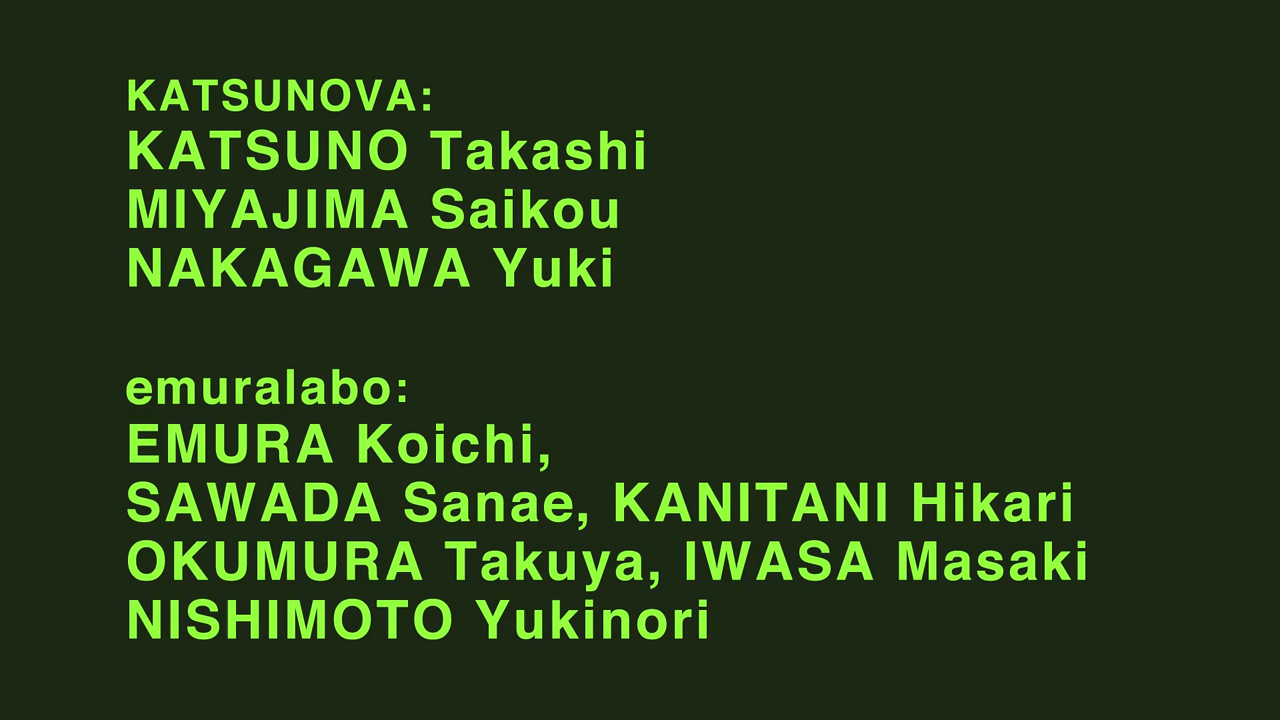 KATSUNOVA:
KATSUNO Takashi
MIYAJIMA Saikou
NAKAGAWA Yuki
emuralabo:
EMURA Koichi,
SAWADA Sanae, KANITANI Hikari
OKUMURA Takuya, IWASA Masaki
NISHIMOTO Yukinori